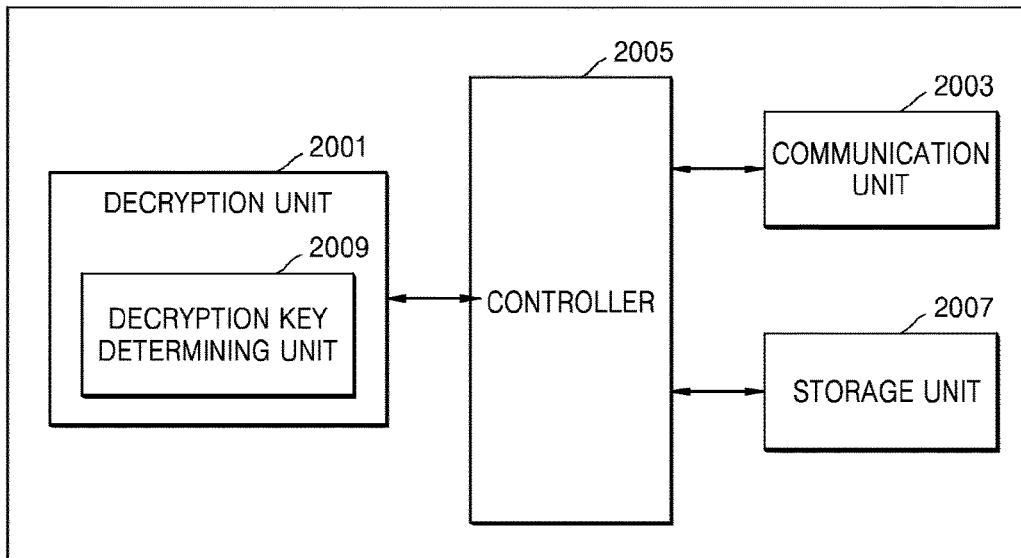 2005
2003
COMMUNICATION
UNIT
2001
DECRYPTION UNIT
2009
DECRYPTION KEY
DETERMINING UNIT
CONTROLLER
2007
STORAGE UNIT